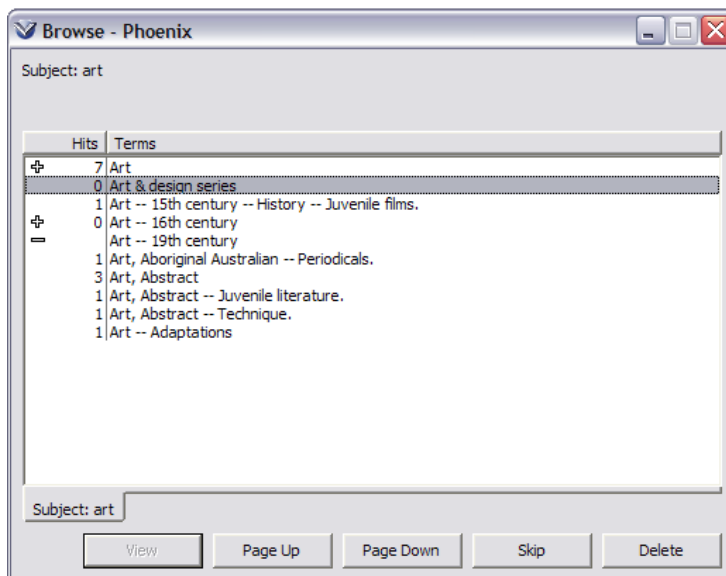 Browse - Phoenix
Subject: art
Hits Terms
7 Art
0 Art & design series
1 Art -- 15th century -- History -- Juvenile films.
0 Art -- 16th century
Art -- 19th century
1 Art, Aboriginal Australian -- Periodicals.
3 Art, Abstract
1 Art, Abstract -- Juvenile literature.
1 Art, Abstract -- Technique.
1 Art -- Adaptations
Subject: art
View Page Up Page Down Skip Delete